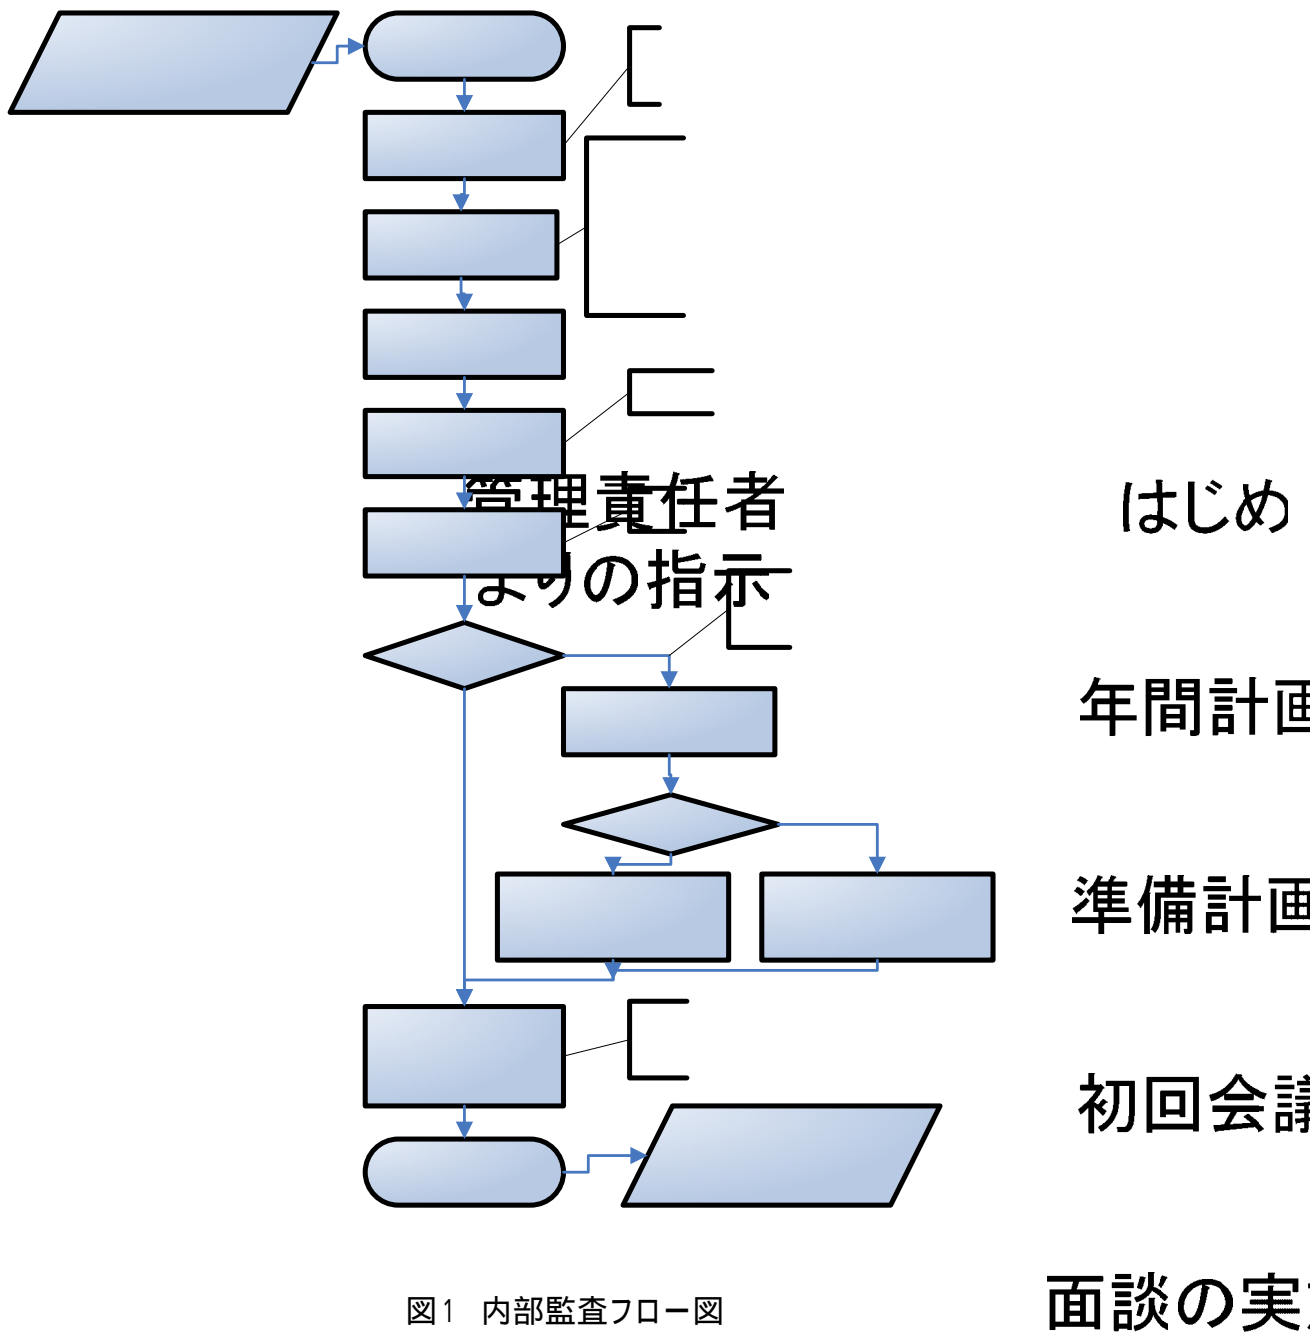 管理責任者
よりの指示
はじめ
年間計画
準備計画
初回会議
面談の実
図1 内部監査フロー図